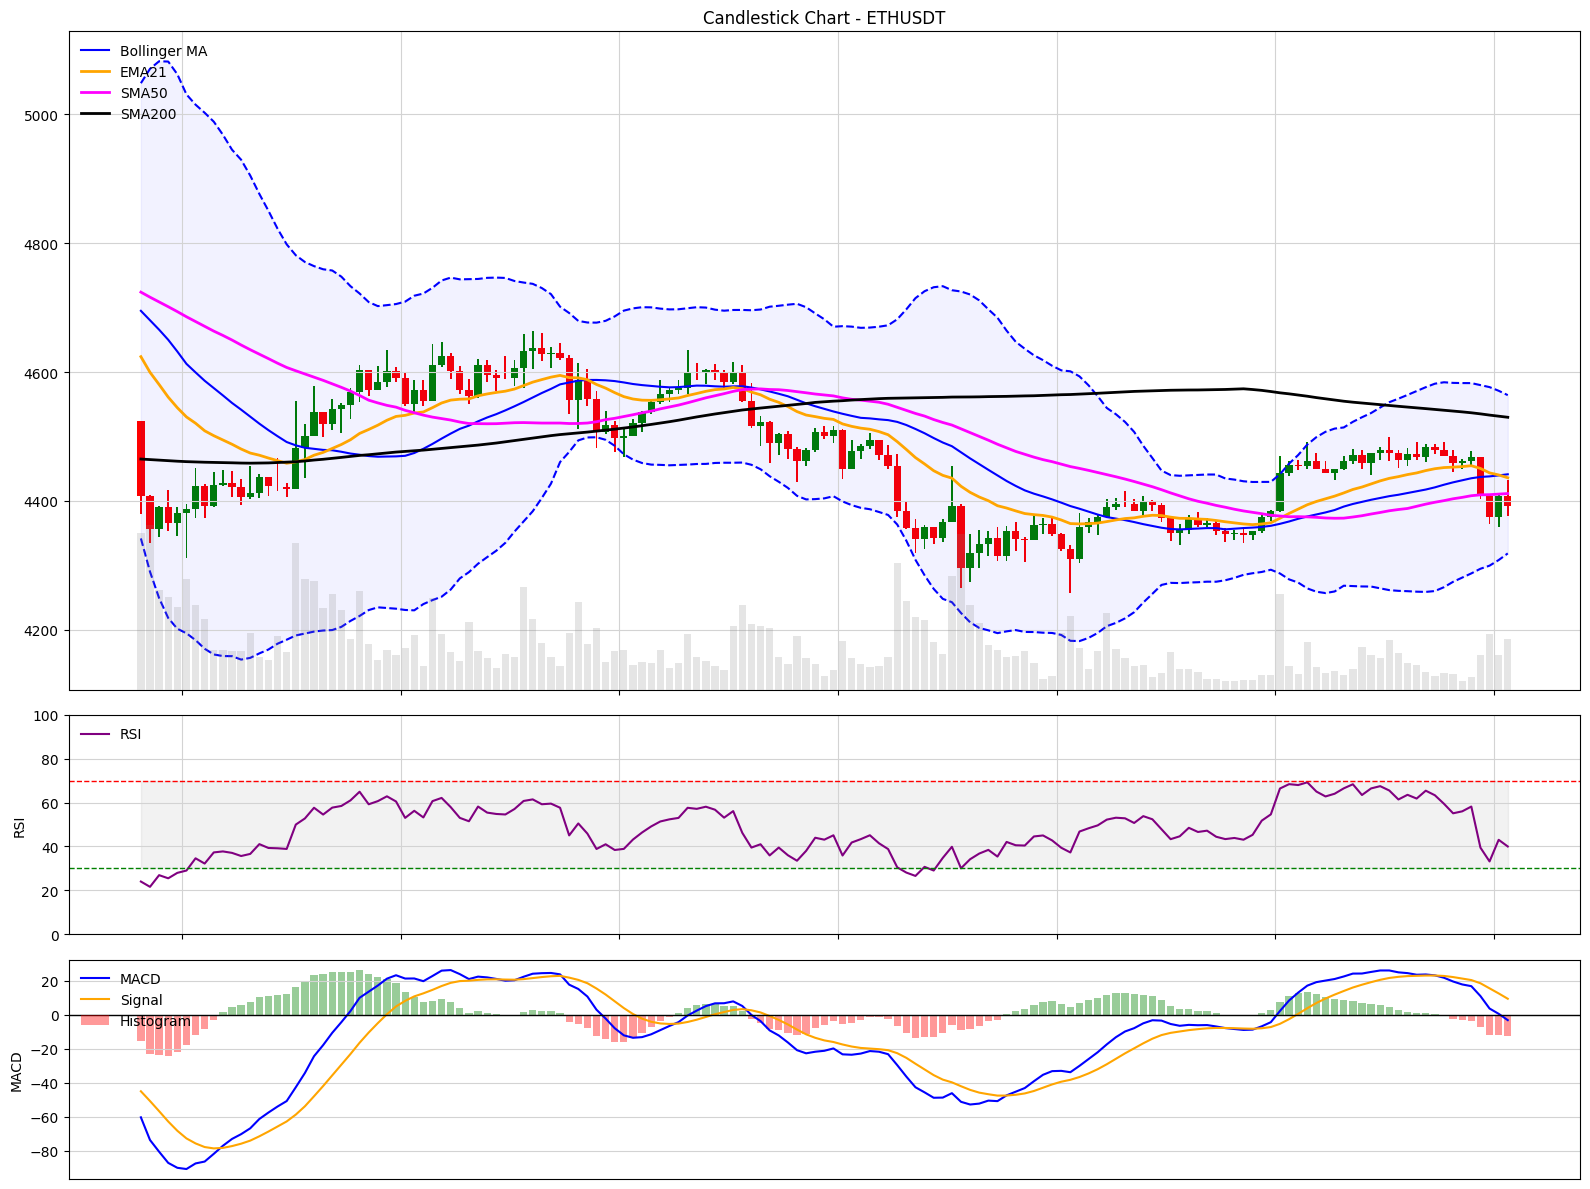 Candlestick Chart - ETHUSDT
Bollinger MA
EMA21
SMA50
SMA200
5000
4800
4600
4400
4200
RSI
RSI
100
80
60
40
20
0
MACD
Signal
Histogram
MACD
20
0
−20
−40
−60
−80